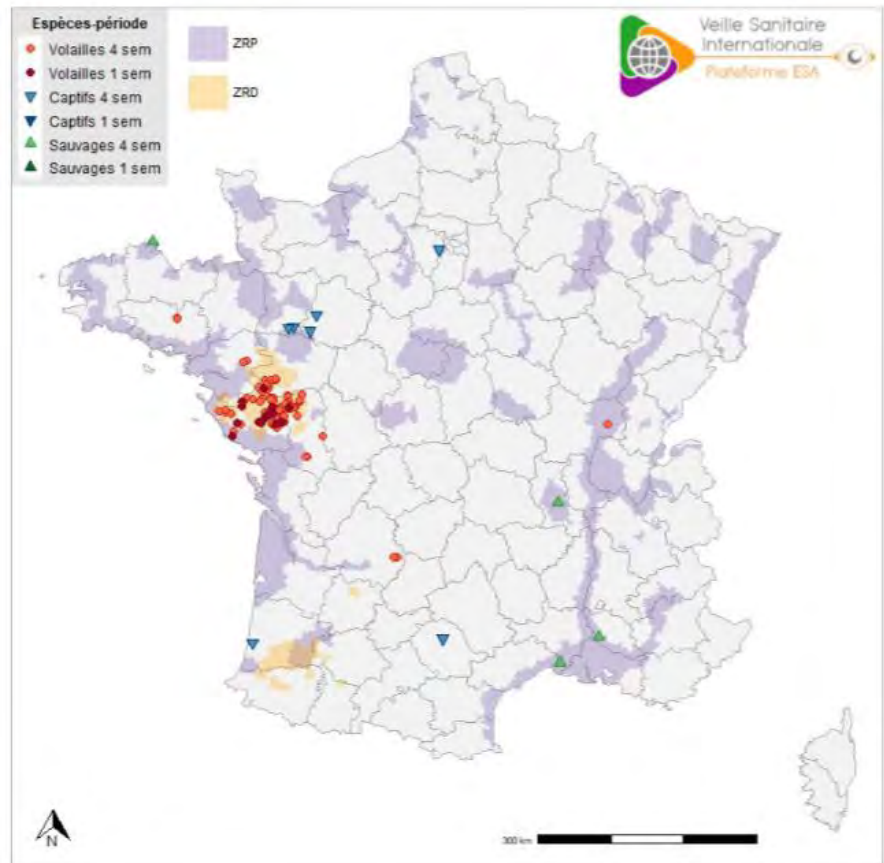 Espèces-période
Volailles 4 sem
Volailles 1 sem
Captifs 4 sem
Captifs 1 sem
Sauvages 4 sem
Sauvages 1 sem
ZRP
ZRD
Veille Sanitaire
Internationale
Plateforme ESA
N
300 km